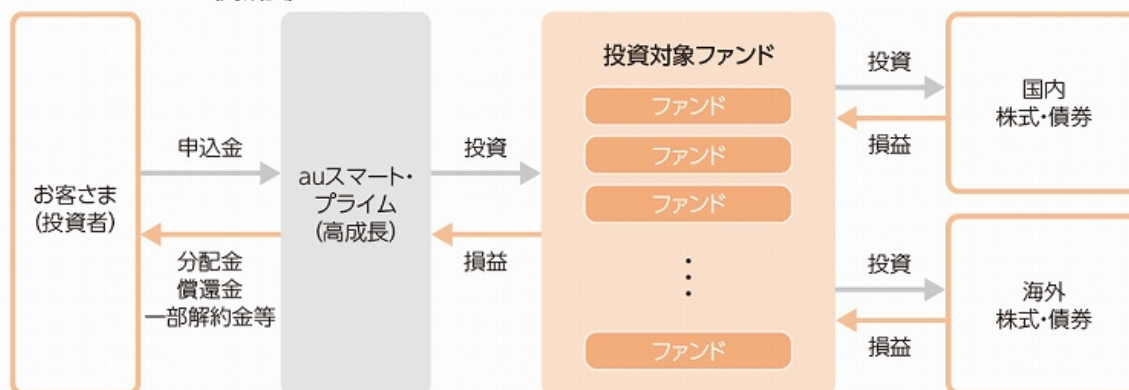 お客さま
(投資者)
申込金
分配金
償還金
一部解約金等
auスマート・
プライム
(高成長)
投資
損益
投資対象ファンド
ファンド
ファンド
ファンド
ファンド
投資
損益
国内
株式・債券
投資
損益
海外
株式・債券